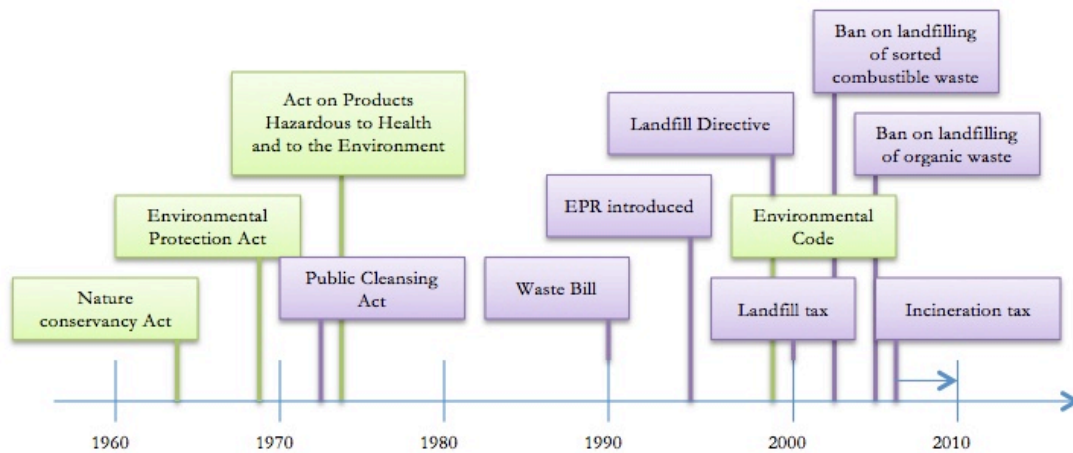 Ban on landfilling
of sorted
combustible waste
Act on Products
Hazardous to Health
and to the Environment
Landfill Directive
Ban on landfilling
of organic waste
EPR introduced
Environmental
Protection Act
Environmental
Code
Public Cleansing
Act
Waste Bill
Nature
conservancy Act
Landfill tax
Incineration tax
1960
1970
1980
1990
2000
2010